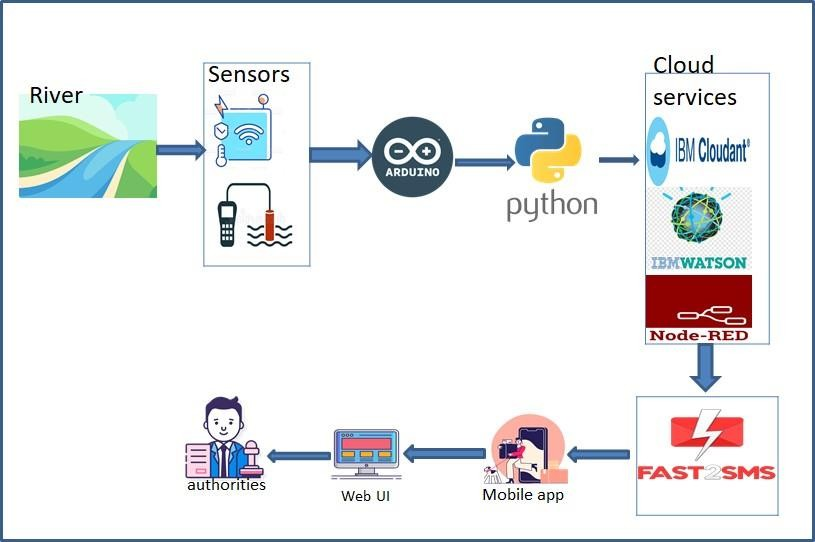 River
Sensors
ARDUINO
python
Cloud
services
IBM Cloudant®
IBMWATSON
Node-RED
FAST2SMS
Mobile app
Web UI
authorities